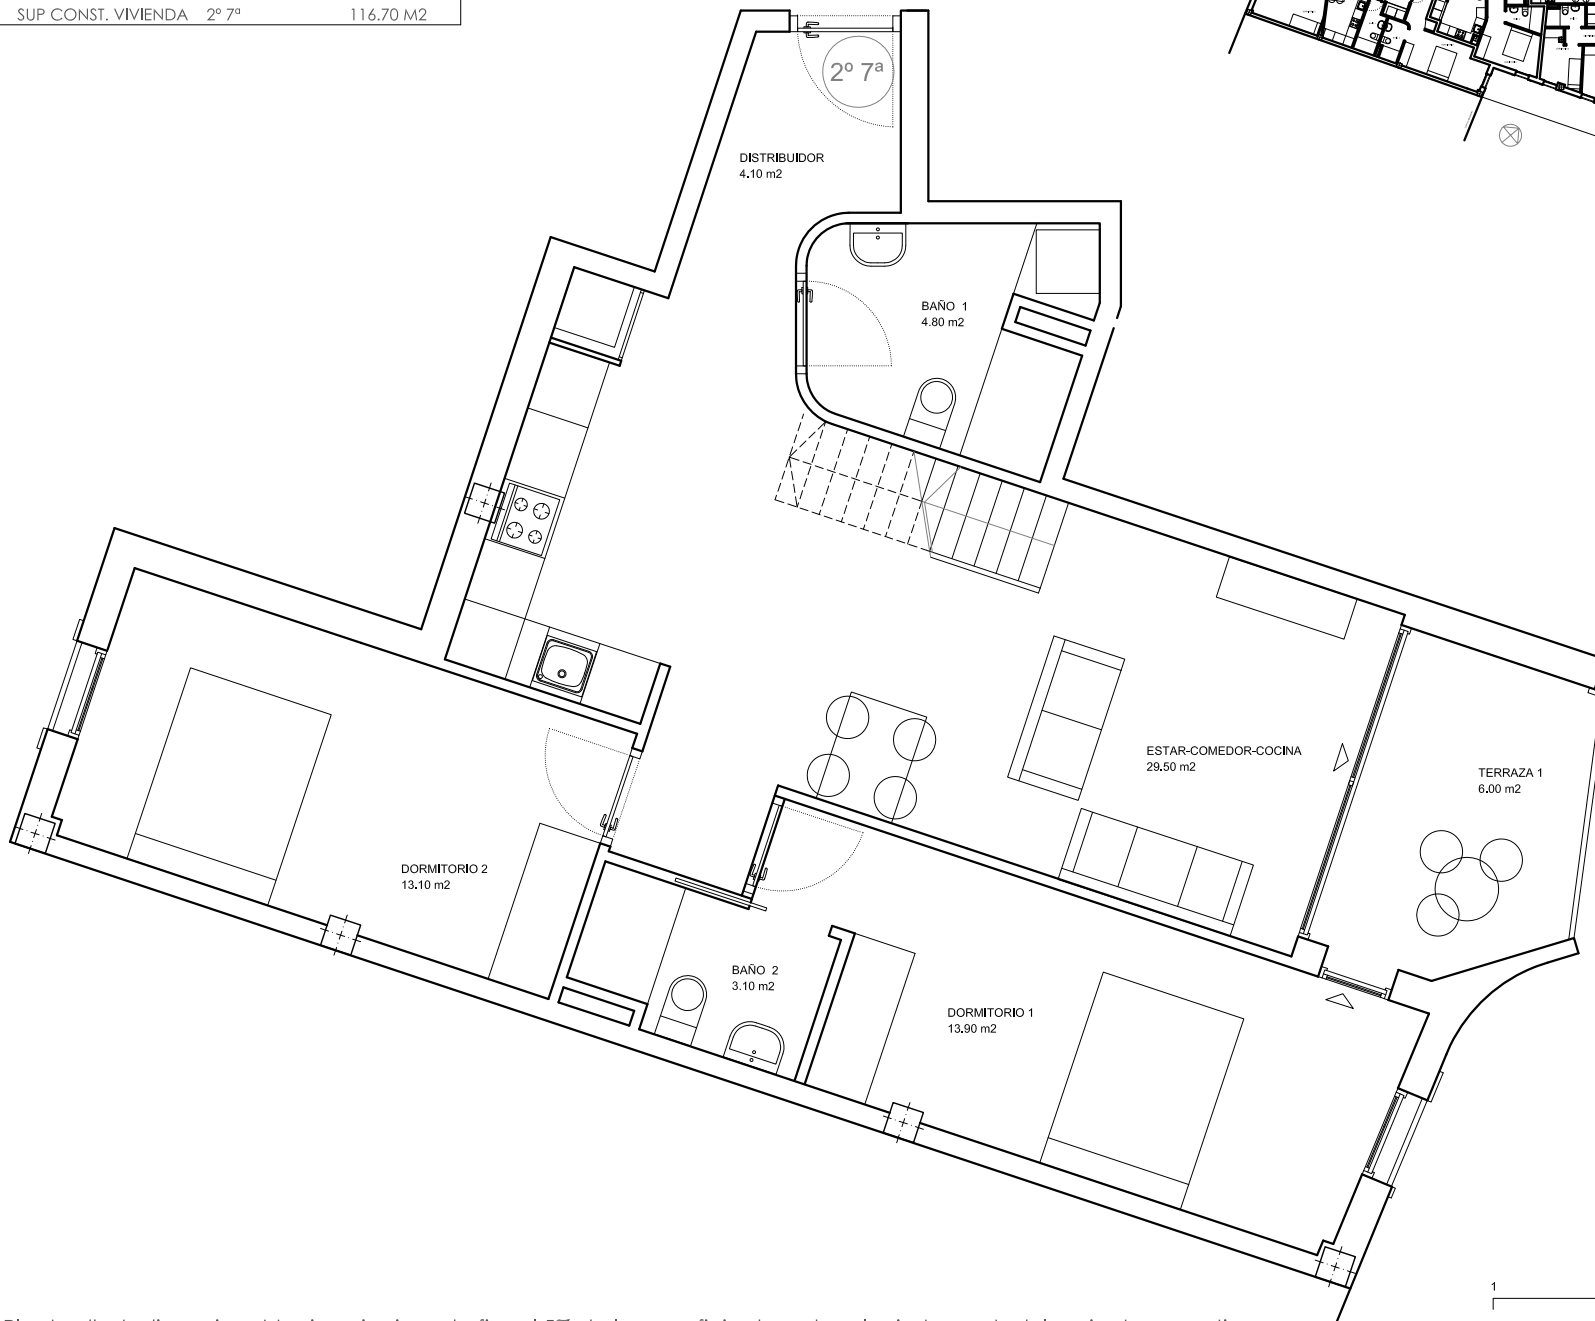 SUP CONST. VIVIENDA 2º 7ª 116.70 M2
2º 7ª
DISTRIBUIDOR
4.10 m2
BAÑO 1
4.80 m2
ESTAR-COMEDOR-COCINA
29.50 m2
TERRAZA 1
6.00 m2
DORMITORIO 2
13.10 m2
BAÑO 2
3.10 m2
DORMITORIO 1
13.90 m2
1